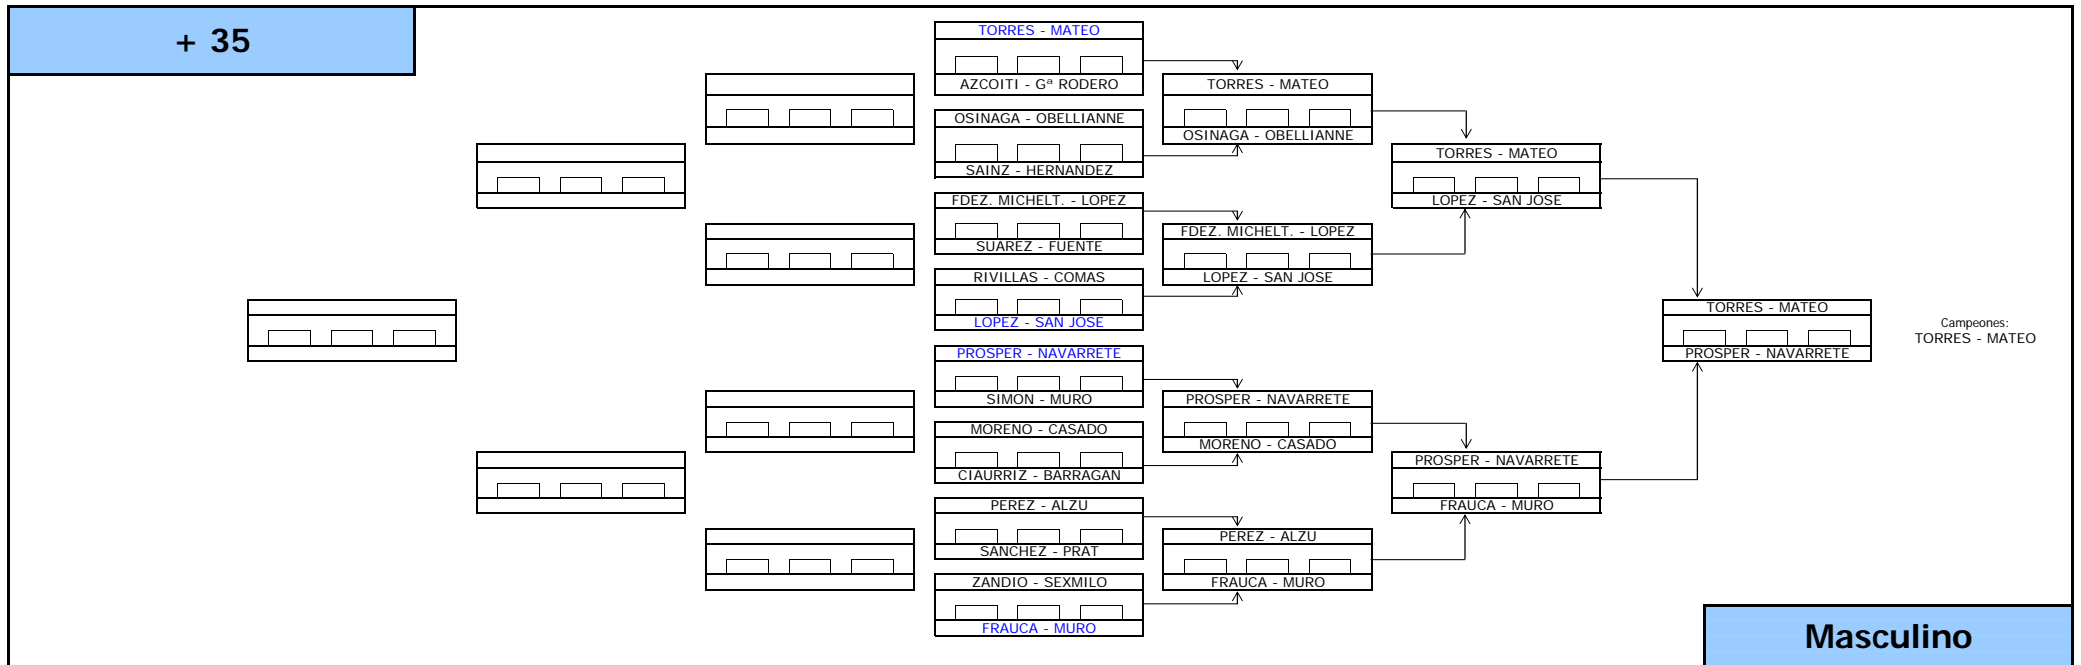 + 35
TORRES - MATEO
AZCOITI - Gª RODERO
OSINAGA - OBELLIANNE
SAINZ - HERNANDEZ
FDEZ. MICHELT. - LOPEZ
SUAREZ - FUENTE
RIVILLAS - COMAS
LOPEZ - SAN JOSE
PROSPER - NAVARRETE
SIMON - MURO
MORENO - CASADO
CIAURRIZ - BARRAGAN
PEREZ - ALZU
SANCHEZ - PRAT
ZANDIO - SEXMILO
FRAUCA - MURO
TORRES - MATEO
OSINAGA - OBELLIANNE
FDEZ. MICHELT. - LOPEZ
LOPEZ - SAN JOSE
PROSPER - NAVARRETE
MORENO - CASADO
PEREZ - ALZU
FRAUCA - MURO
TORRES - MATEO
LOPEZ - SAN JOSE
PROSPER - NAVARRETE
FRAUCA - MURO
TORRES - MATEO
PROSPER - NAVARRETE
Campeones:
TORRES - MATEO
Masculino